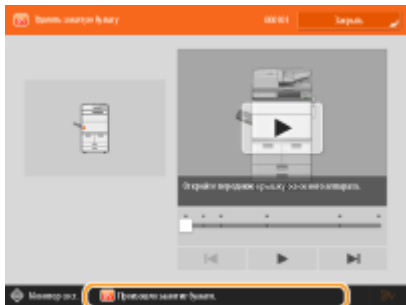 Удалить замятую бумагу
Закрыть
Откройте переднюю крышку основного аппарата.
Монитор сост.
Произошло замятие бумаги.